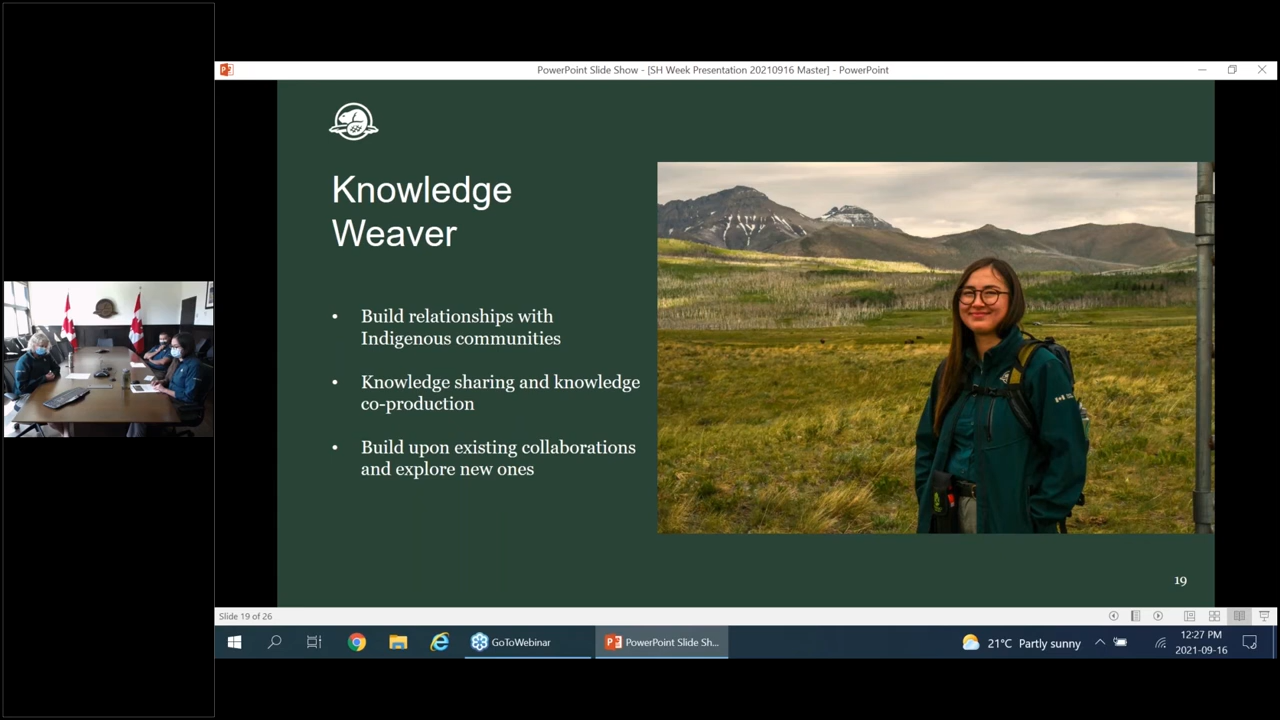 PowerPoint Slide Show - [SH Week Presentation 20210916 Master] - PowerPoint
Knowledge
Weaver
• Build relationships with
Indigenous communities
• Knowledge sharing and knowledge
co-production
• Build upon existing collaborations
and explore new ones
19
Slide 19 of 26
GoToWebinar
PowerPoint Slide Sh...
21°C Partly sunny
12:27 PM
2021-09-16